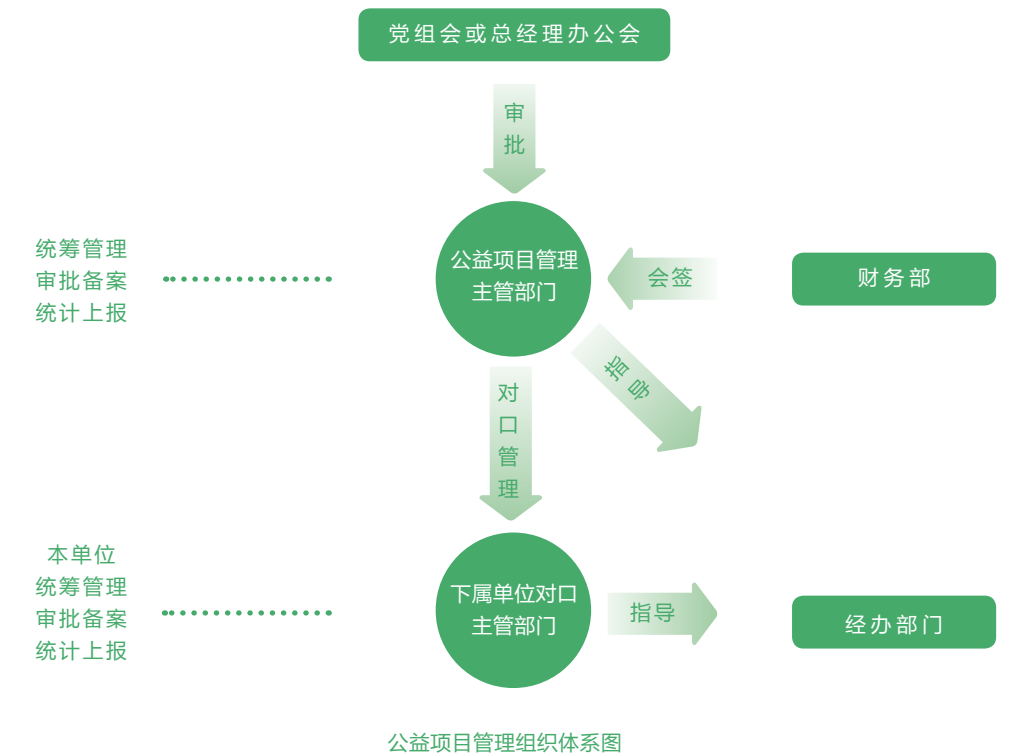 党组会或总经理办公会
审
批
统筹管理
审批备案
统计上报
公益项目管理
主管部门
会签
财务部
指导
对
口
管
理
本单位
统筹管理
审批备案
统计上报
下属单位对口
主管部门
指导
经办部门
公益项目管理组织体系图